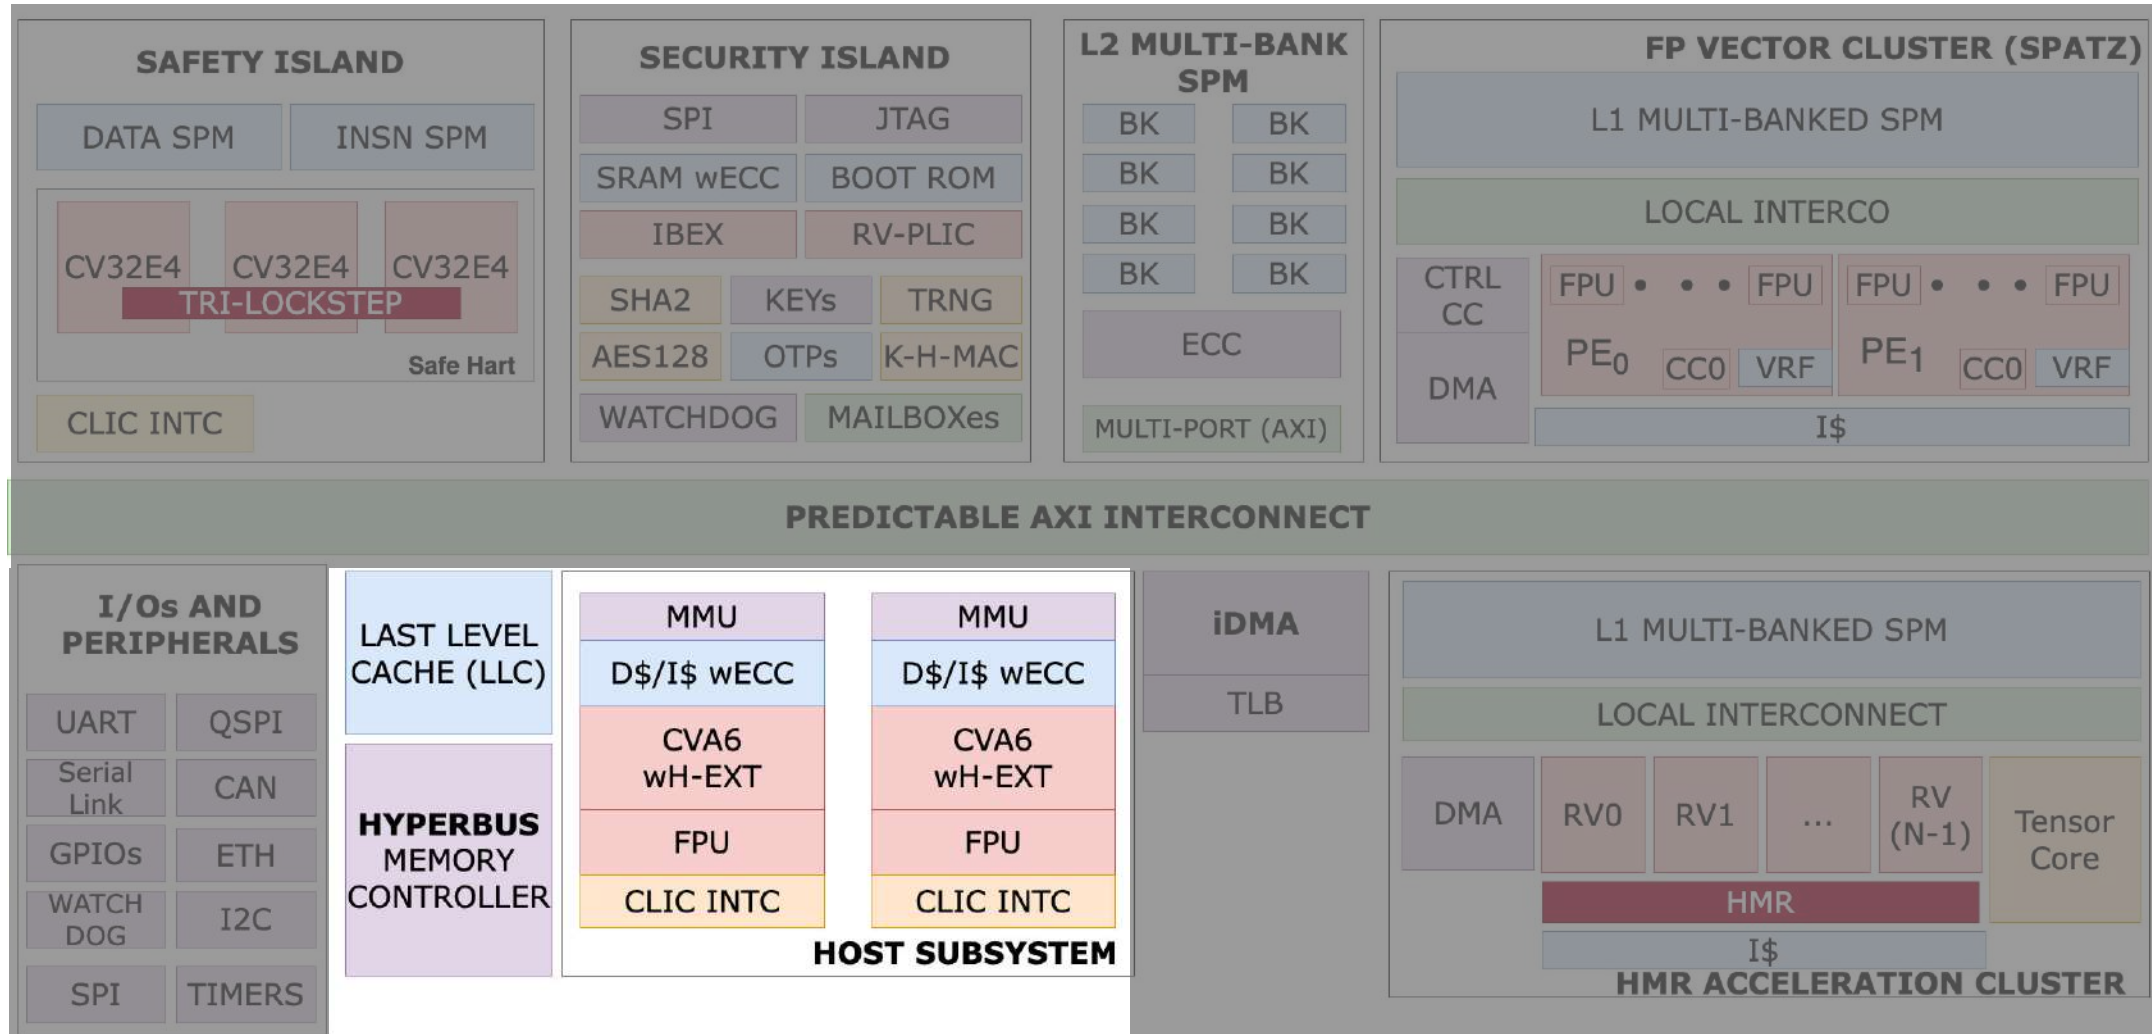 SAFETY ISLAND
DATA SPM
INSN SPM
CV32E4
CV32E4
CV32E4
TRI-LOCKSTEP
Safe Hart
CLIC INTC
SECURITY ISLAND
SPI
JTAG
SRAM wECC
BOOT ROM
IBEX
RV-PLIC
SHA2
KEYs
TRNG
AES128
OTPs
K-H-MAC
WATCHDOG
MAILBOXes
L2 MULTI-BANK
SPM
BK
BK
BK
BK
BK
BK
BK
BK
ECC
MULTI-PORT (AXI)
FP VECTOR CLUSTER (SPATZ)
L1 MULTI-BANKED SPM
LOCAL INTERCO
CTRL
CC
DMA
FPU • • • FPU
PE0
CC0
VRF
FPU • • • FPU
PE1
CC0
VRF
I$
PREDICTABLE AXI INTERCONNECT
I/Os AND
PERIPHERALS
UART
QSPI
Serial
Link
CAN
GPIOs
ETH
WATCH
DOG
I2C
SPI
TIMERS
LAST LEVEL
CACHE (LLC)
HYPERBUS
MEMORY
CONTROLLER
MMU
D$/I$ wECC
CVA6
wH-EXT
FPU
CLIC INTC
MMU
D$/I$ wECC
CVA6
wH-EXT
FPU
CLIC INTC
HOST SUBSYSTEM
iDMA
TLB
L1 MULTI-BANKED SPM
LOCAL INTERCONNECT
DMA
RV0
RV1
...
RV
(N-1)
Tensor
Core
HMR
I$
HMR ACCELERATION CLUSTER